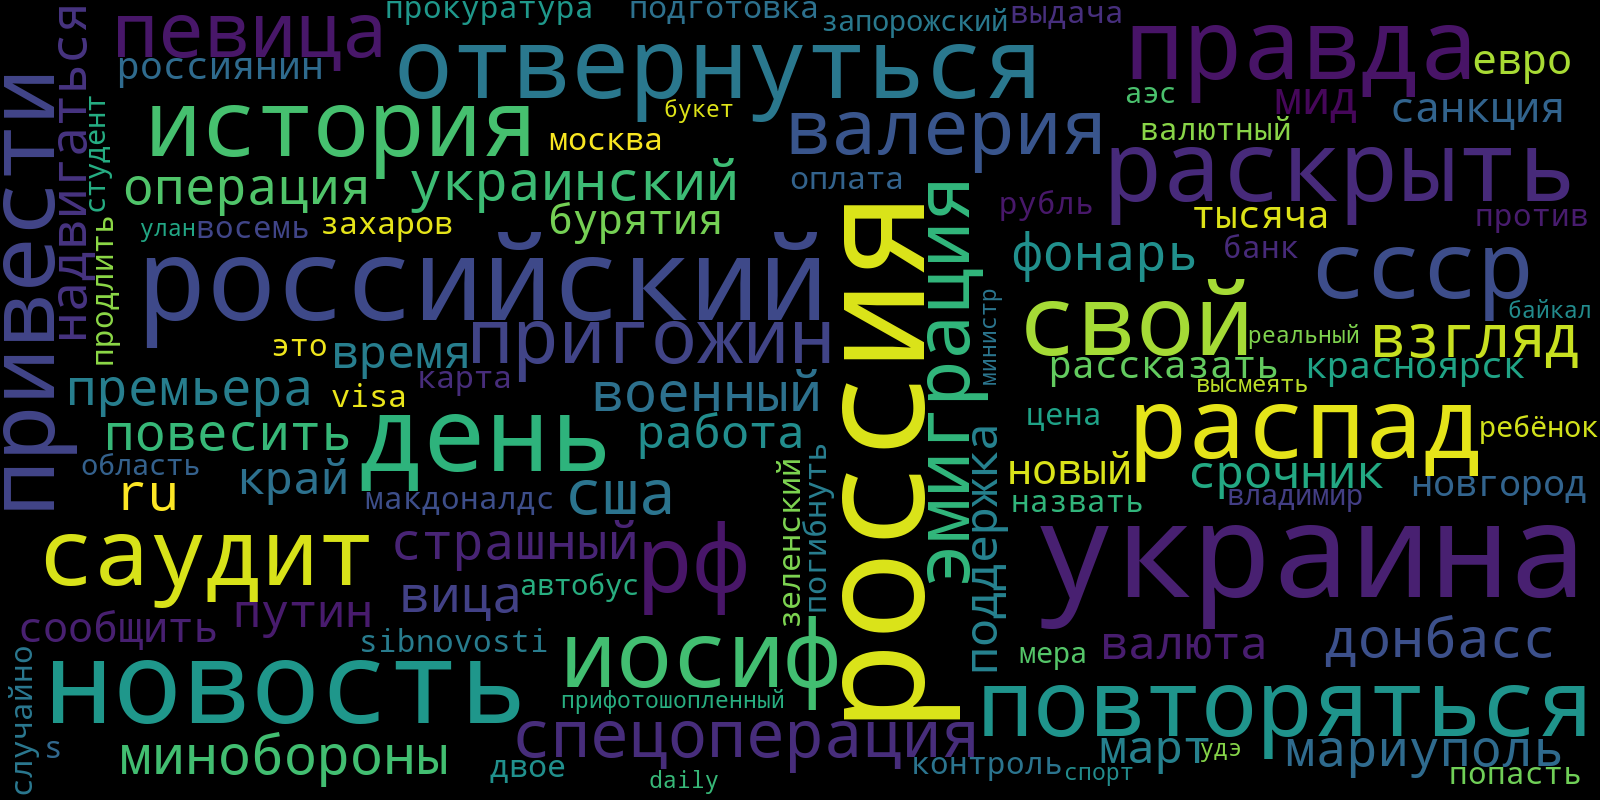 прокуратура
подготовка
запорожский
выдача
певица
отвернуться
правда
россиянин
евро
надвигаться
привести
студент
история
букет
москва
валерия
аэс
мид
санкция
валютный
раскрыть
операция
украинский
оплата
рубль
тысяча
против
улан
восемь
захаров
бурятия
россия
эмиграция
фонарь
банк
ссср
продлить
российский
пригожин
министр
свой
реальный
байкал
взгляд
это
время
рассказать
красноярск
премьера
visa
карта
военный
высмеять
повесить
день
работа
цена
распад
ребёнок
область
ru
край
макдоналдс
сша
зеленский
погибнуть
поддержка
новый
срочник
новгород
назвать
владимир
саудит
страшный
рф
украина
вица
автобус
сообщить
путин
sibnovosti
иосиф
мера
валюта
донбасс
случайно
новость
прифотошопленный
повторяться
s
минобороны
спецоперация
двое
daily
контроль
спорт
март
удэ
мариуполь
попасть